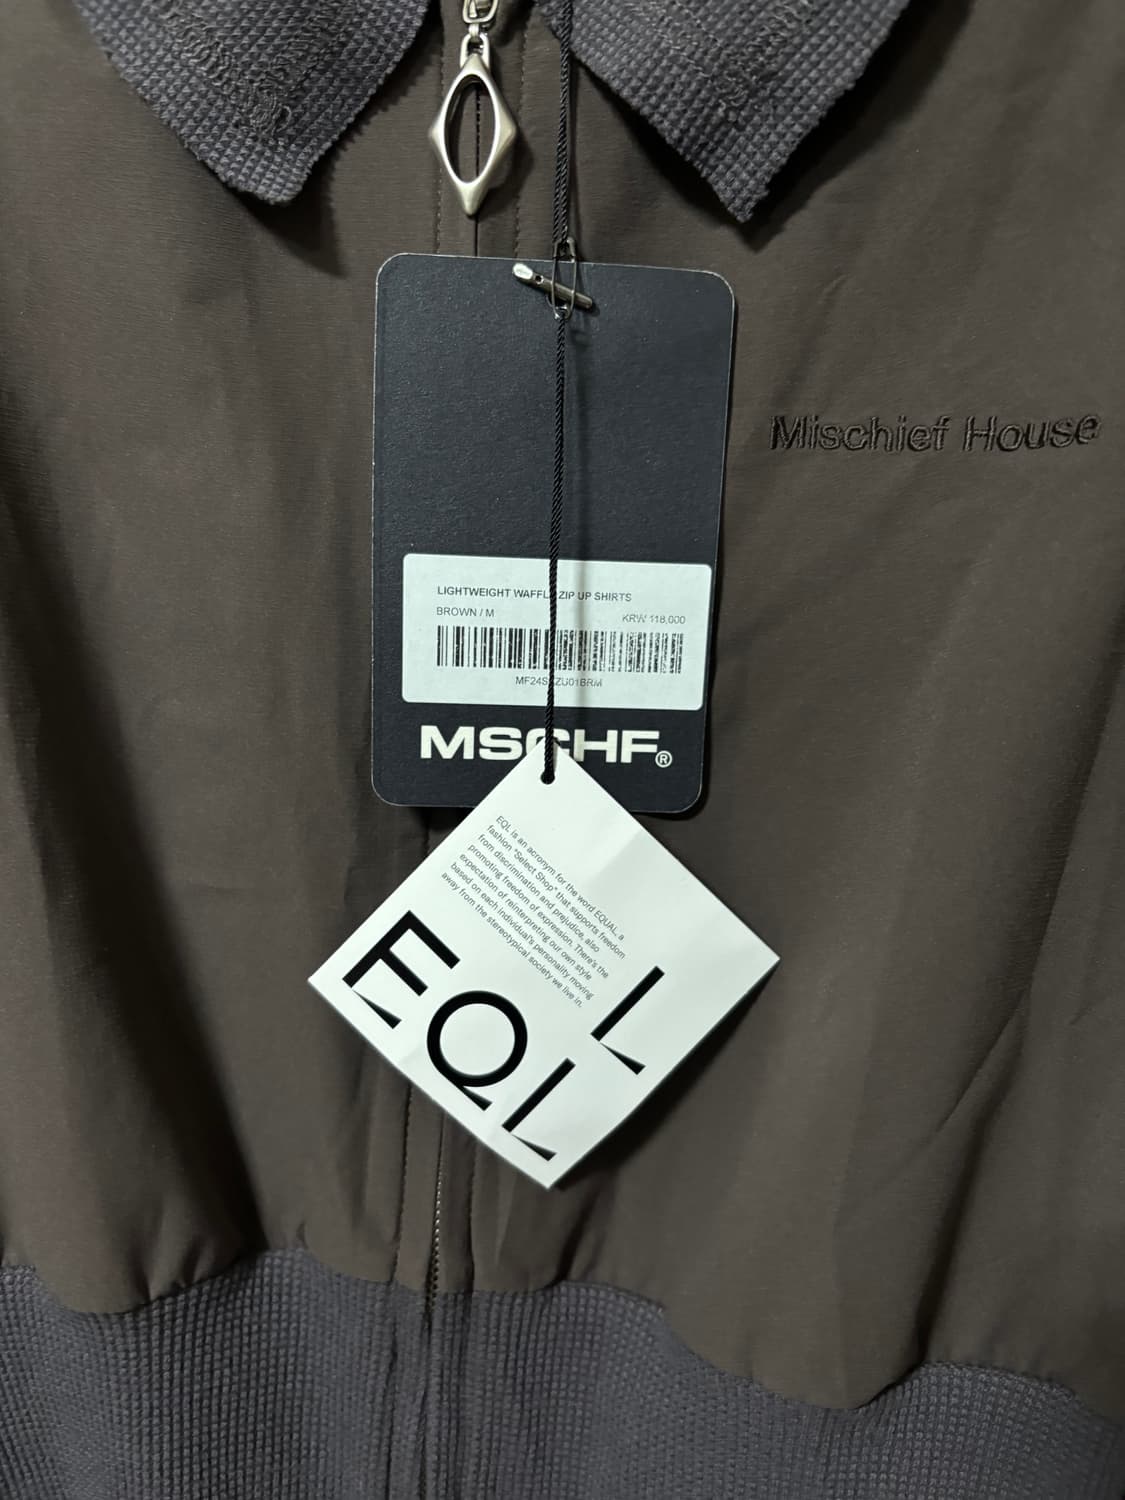 Mischief House
LIGHTWEIGHT WAFFLE ZIP UP SHIRTS
BROWN / M
KRW 118,000
MSCHF®
EQL is an acronym for the word EQUAL, a
fashion "Select Shop" that supports freedom
from discrimination and prejudice, also
promoting freedom of expression. There's the
expectation of reinterpreting our own style
based on each individual's personality moving
away from the stereotypical society we live in.
L
EQL